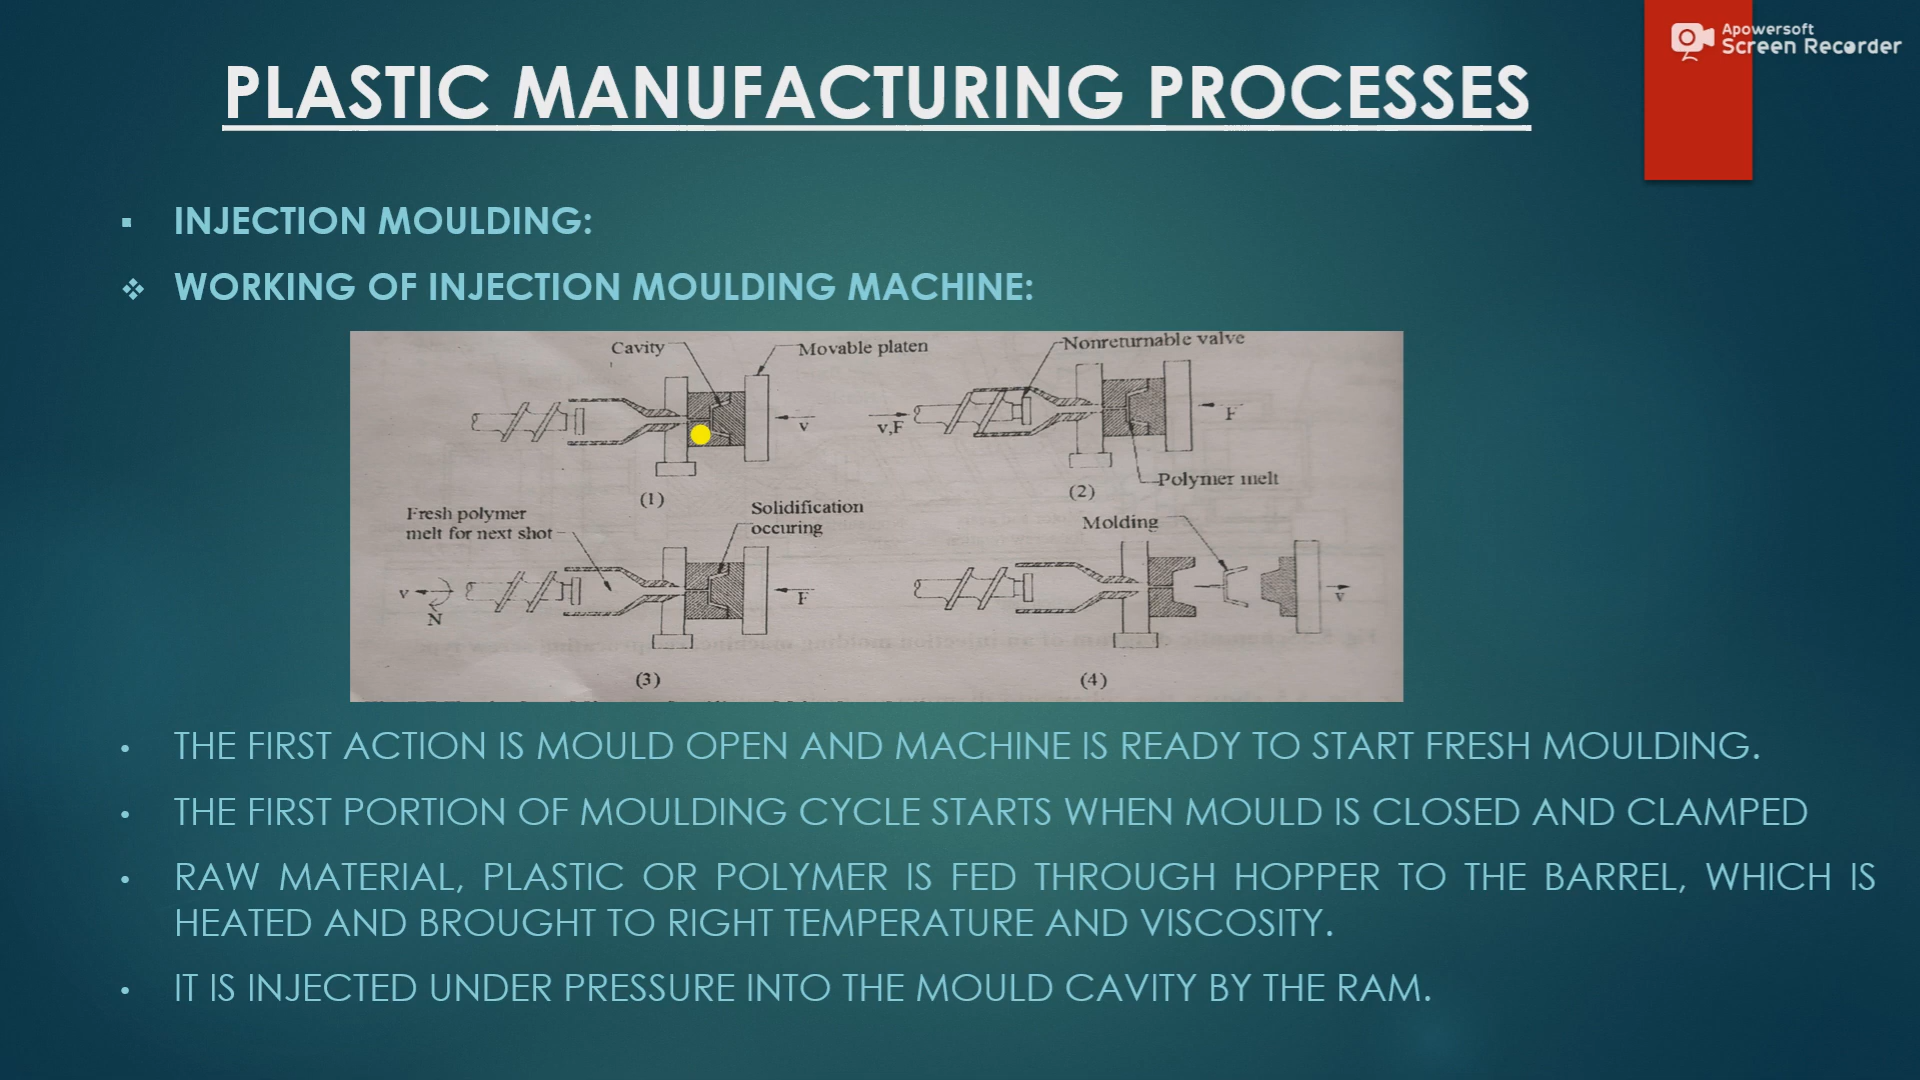 Apowersoft
Screen Recorder
PLASTIC MANUFACTURING PROCESSES
▪ INJECTION MOULDING:
❖ WORKING OF INJECTION MOULDING MACHINE:
Cavity
Movable platen
v
(1)
Nonreturnable valve
v,F
F
Polymer melt
(2)
Fresh polymer
melt for next shot
Solidification
occuring
v
N
F
(3)
Molding
v
(4)
• THE FIRST ACTION IS MOULD OPEN AND MACHINE IS READY TO START FRESH MOULDING.
• THE FIRST PORTION OF MOULDING CYCLE STARTS WHEN MOULD IS CLOSED AND CLAMPED
• RAW MATERIAL, PLASTIC OR POLYMER IS FED THROUGH HOPPER TO THE BARREL, WHICH IS
HEATED AND BROUGHT TO RIGHT TEMPERATURE AND VISCOSITY.
• IT IS INJECTED UNDER PRESSURE INTO THE MOULD CAVITY BY THE RAM.